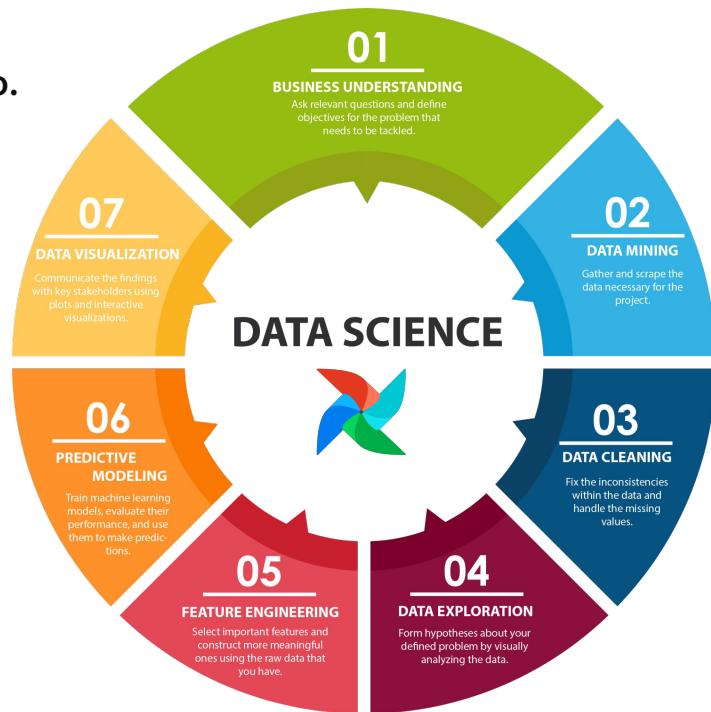 01
BUSINESS UNDERSTANDING
Ask relevant questions and define
objectives for the problem that
needs to be tackled.
02
DATA MINING
Gather and scrape the
data necessary for the
project.
03
DATA CLEANING
Fix the inconsistencies
within the data and
handle the missing
values.
04
DATA EXPLORATION
Form hypotheses about your
defined problem by visually
analyzing the data.
05
FEATURE ENGINEERING
Select important features and
construct more meaningful
ones using the raw data that
you have.
06
PREDICTIVE
MODELING
Train machine learning
models, evaluate their
performance, and use
them to make predic-
tions.
07
DATA VISUALIZATION
Communicate the findings
with key stakeholders using
plots and interactive
visualizations.
DATA SCIENCE